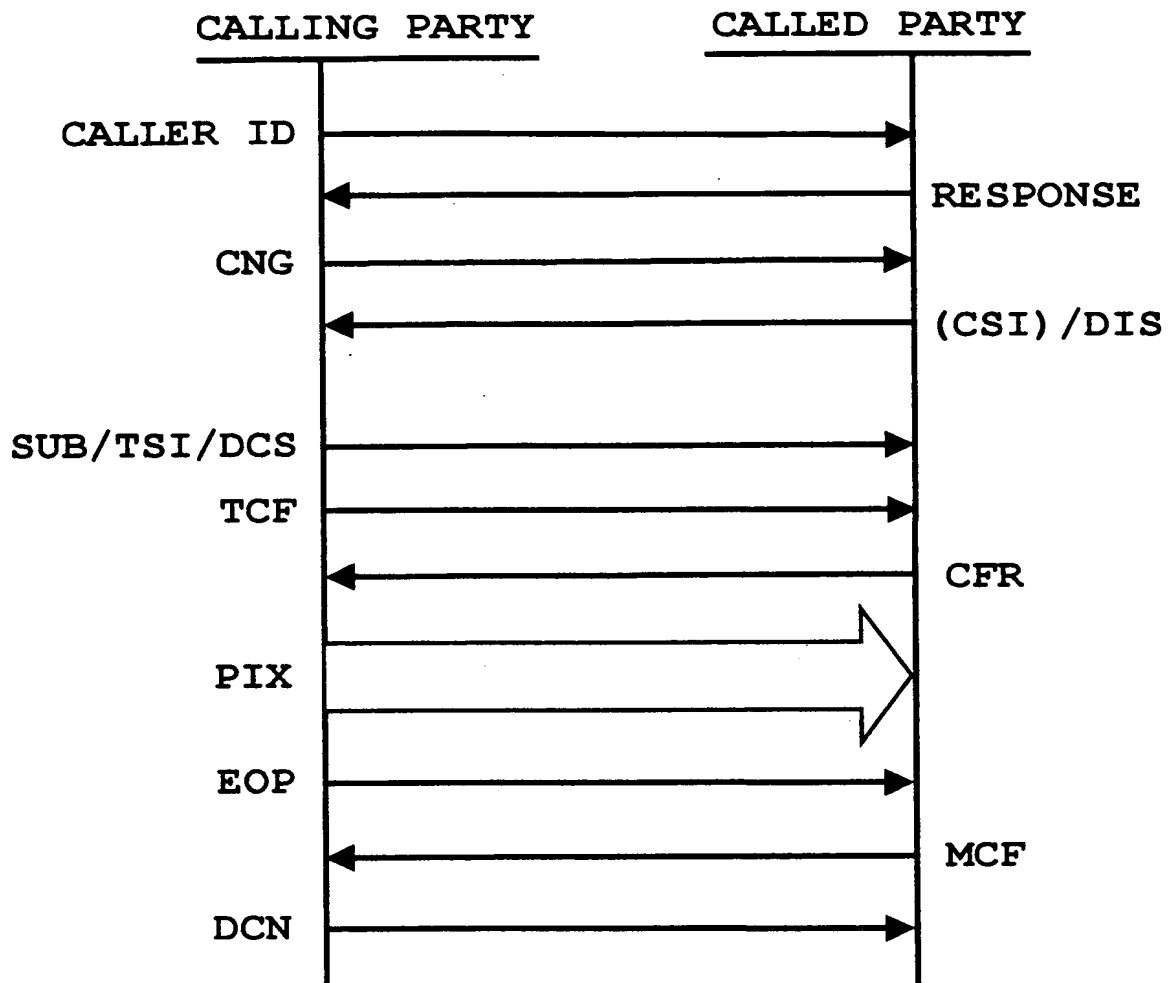 CALLING PARTY
CALLED PARTY
CALLER ID
RESPONSE
CNG
(CSI)/DIS
SUB/TSI/DCS
TCF
CFR
PIX
EOP
MCF
DCN